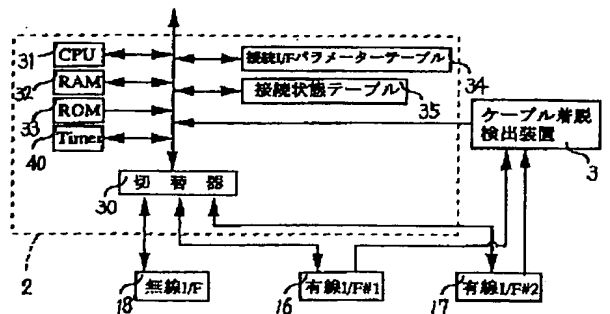 31
CPU
32
RAM
33
ROM
40
Timer
接続I/Fパラメーターテーブル
34
接続状態テーブル
35
ケーブル着脱
検出装置
3
30
切替器
2
18
無線I/F
16
有線I/F#1
17
有線I/F#2